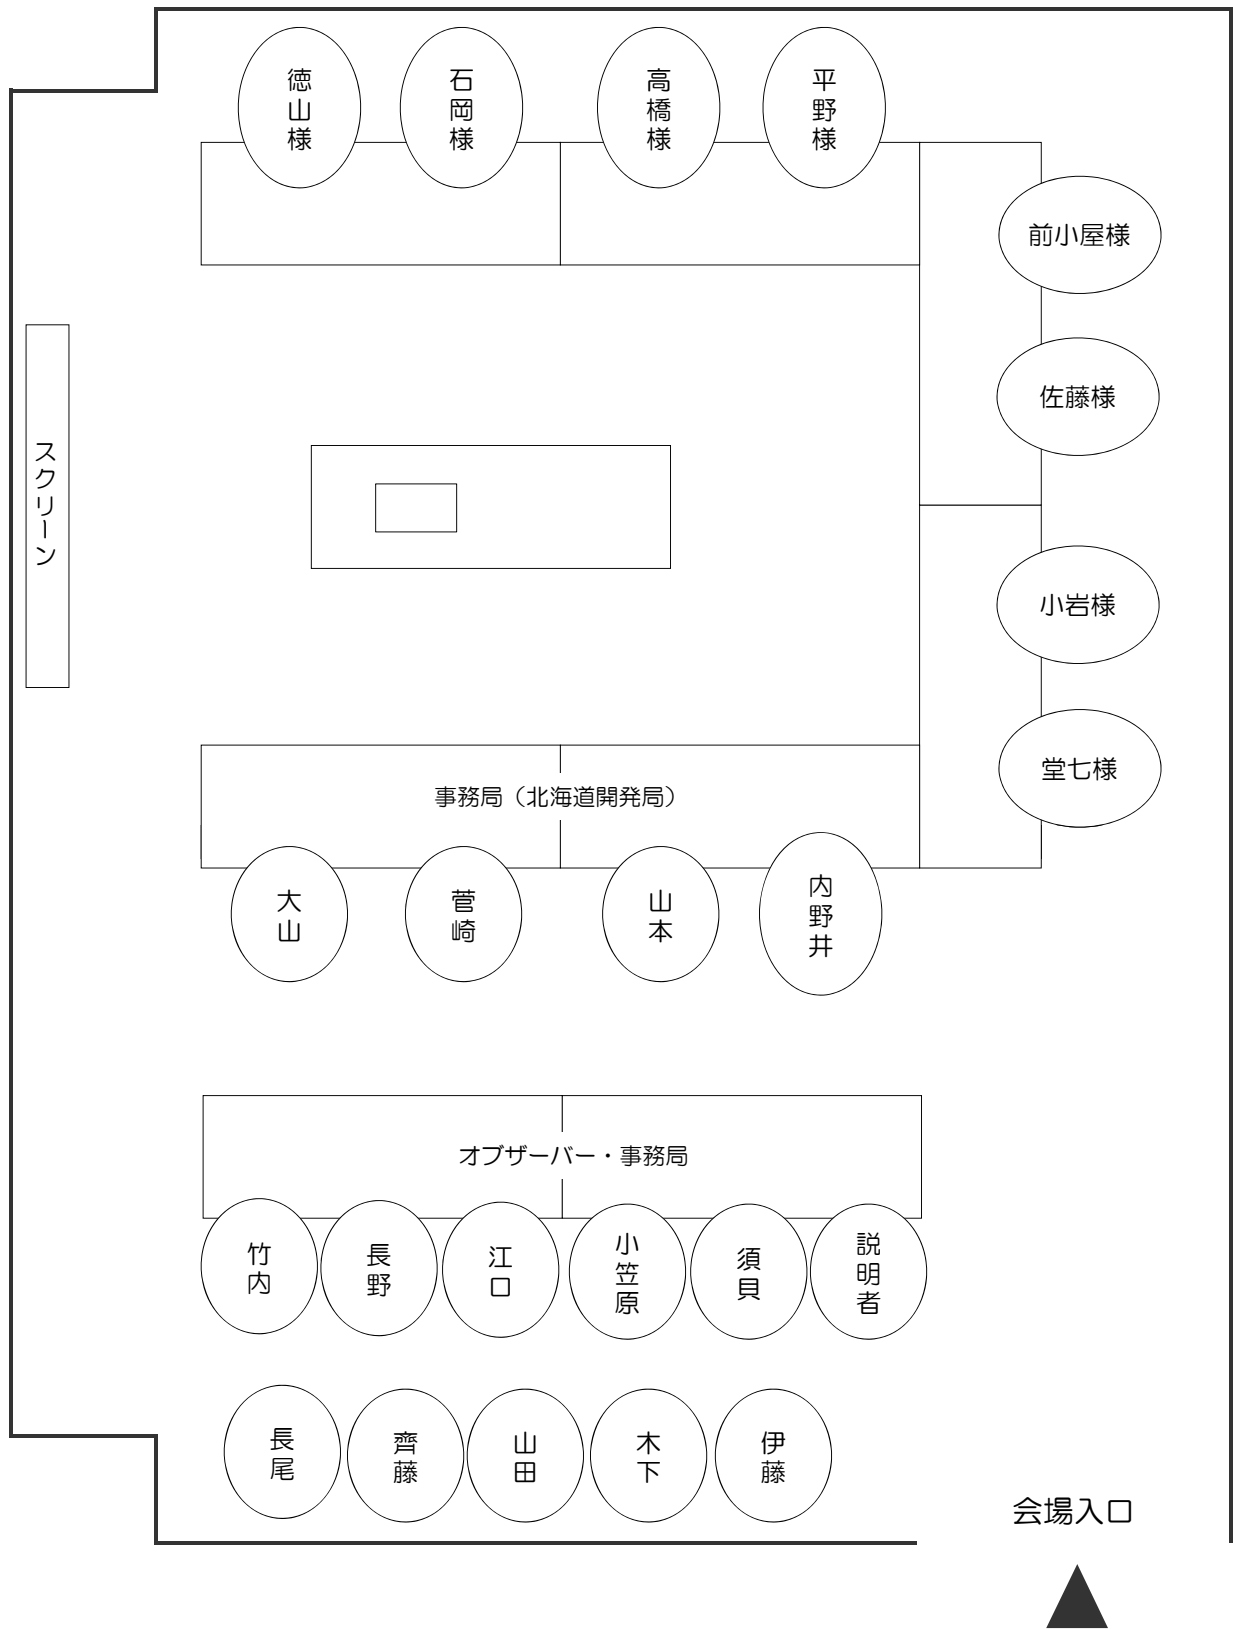 徳山様
石岡様
高橋様
平野様
前小屋様
佐藤様
小岩様
堂七様
スクリーン
事務局（北海道開発局）
大山
菅崎
山本
内野井
オブザーバー・事務局
竹内
長野
江口
小笠原
須貝
説明者
長尾
齊藤
山田
木下
伊藤
会場入口